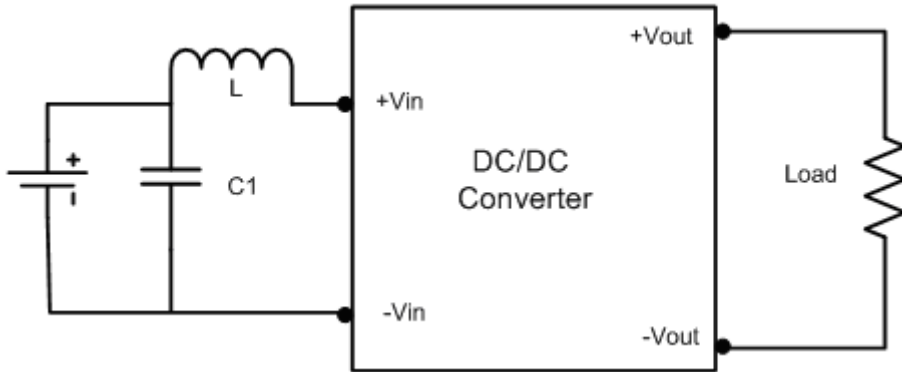 +Vout
L
+Vin
DC/DC
Converter
C1
Load
-Vin
-Vout
+
-